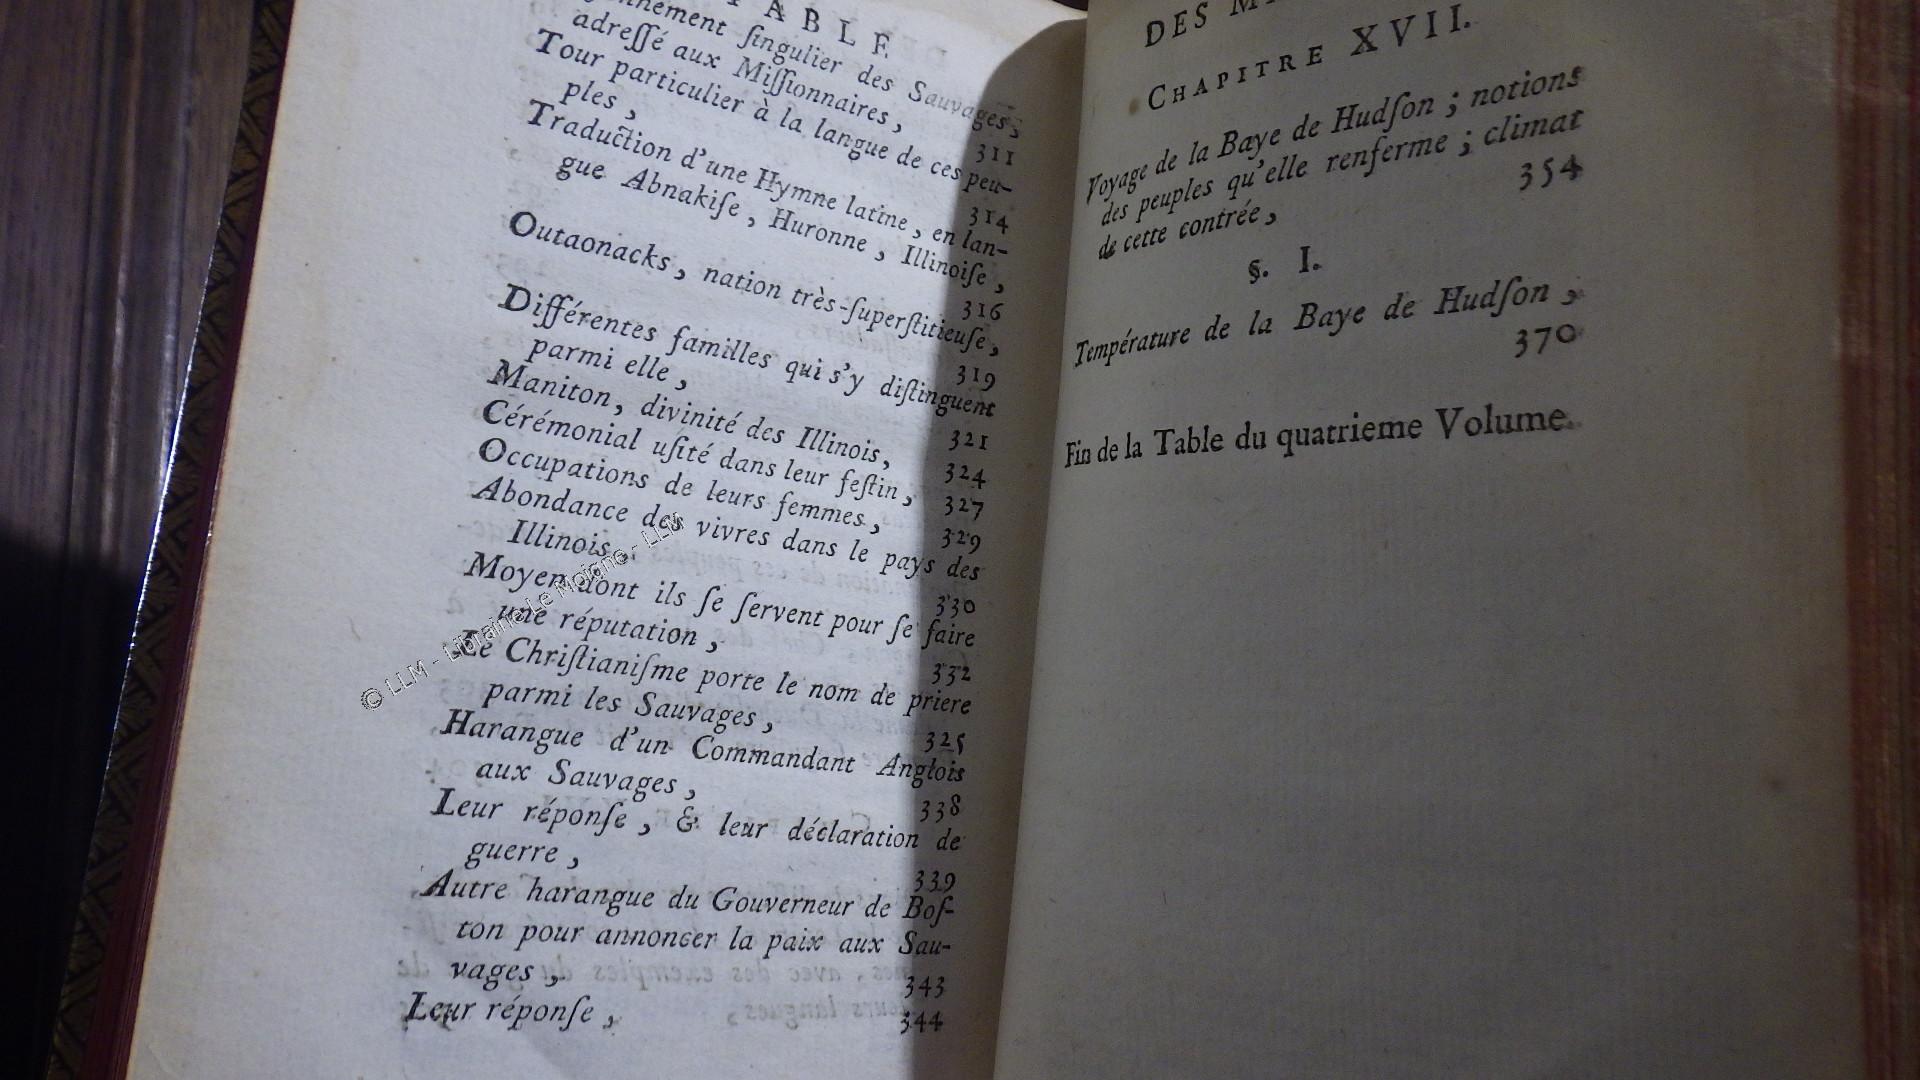 TABLE
singulier des Sauvages,
adreſſé aux Miſſionnaires, 311
Tour particulier à la langue de ces peu-
ples, 314
Traduction d'une Hymne latine, en lan-
gue Abnakiſe, Huronne, Illinoiſe,
316
Outaonacks, nation très-ſuperſtitieuſe,
319
Différentes familles qui s'y diſtinguent
parmi elle, 321
Maniton, divinité des Illinois, 324
Cérémonial uſité dans leur feſtin, 327
Occupations de leurs femmes, 329
Abondance des vivres dans le pays des
Illinois, 330
Moyen dont ils ſe ſervent pour ſe faire
une réputation, 332
Le Chriſtianiſme porte le nom de priere
parmi les Sauvages, 325
Harangue d'un Commandant Anglois
aux Sauvages, 338
Leur réponſe, & leur déclaration de
guerre, 339
Autre harangue du Gouverneur de Boſ-
ton pour annoncer la paix aux Sau-
vages, 343
Leur réponſe, 344
DES
CHAPITRE XVII.
Voyage de la Baye de Hudſon; notions
des peuples qu'elle renferme; climat
de cette contrée, 354
§. I.
Température de la Baye de Hudſon,
370
Fin de la Table du quatrieme Volume.
© LLM - Librairie Le Moigne - LLM